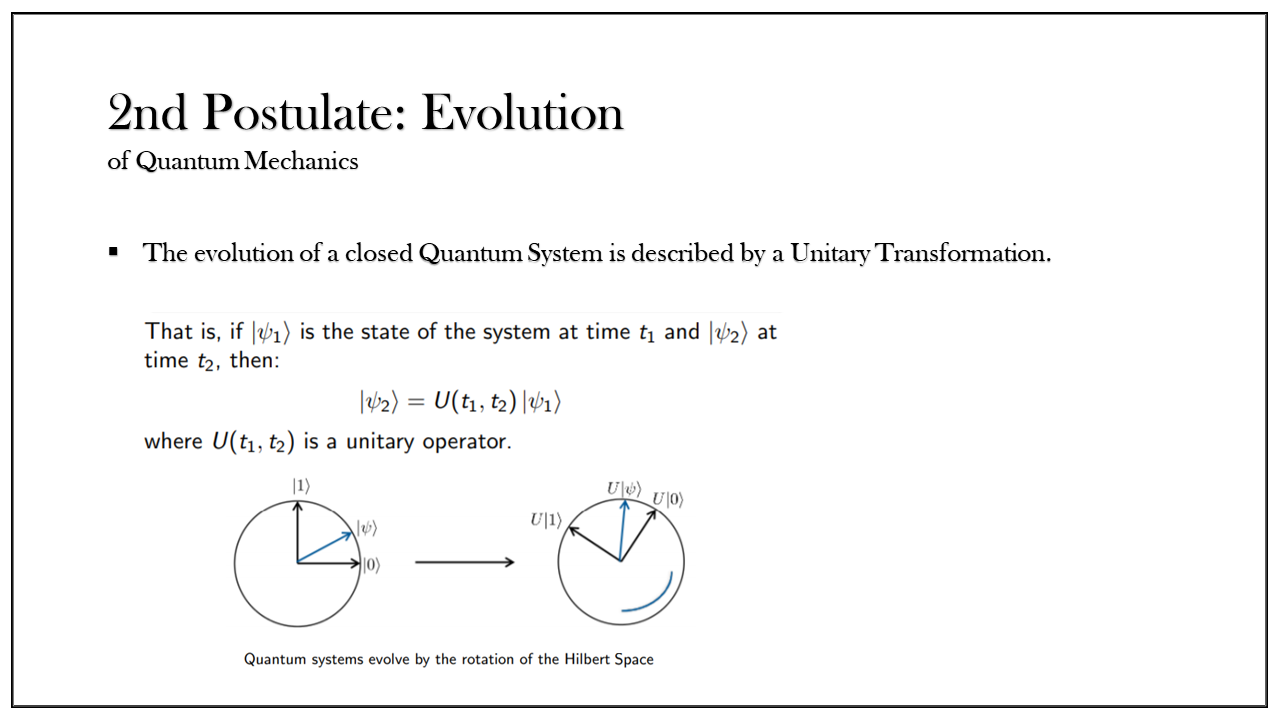 2nd Postulate: Evolution
of Quantum Mechanics
▪ The evolution of a closed Quantum System is described by a Unitary Transformation.
That is, if |ψ₁⟩ is the state of the system at time t₁ and |ψ₂⟩ at
time t₂, then:
|ψ₂⟩ = U(t₁, t₂) |ψ₁⟩
where U(t₁, t₂) is a unitary operator.
|1⟩
|ψ⟩
|0⟩
U|ψ⟩
U|0⟩
U|1⟩
Quantum systems evolve by the rotation of the Hilbert Space